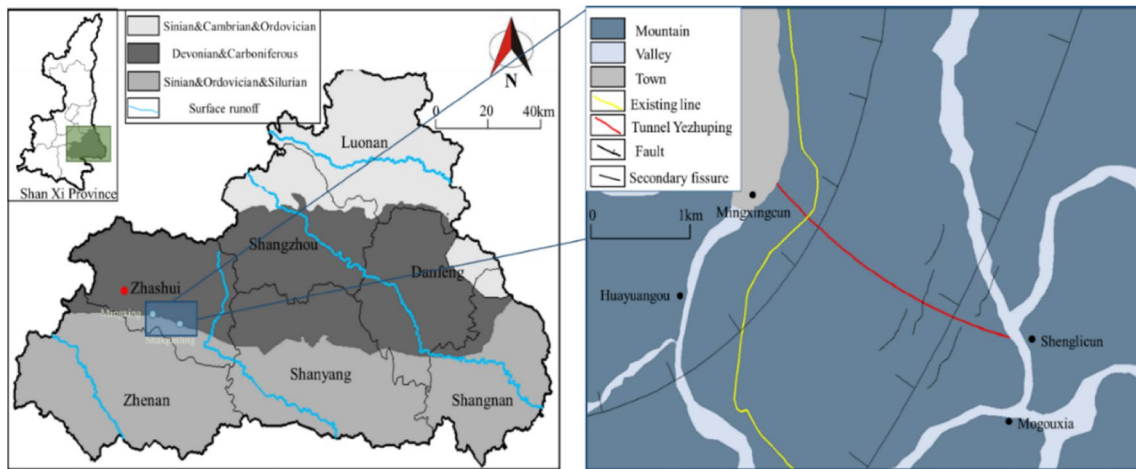 Sinian&Cambrian&Ordovician
Devonian&Carboniferous
Sinian&Ordovician&Silurian
Surface runoff
Shan Xi Province
N
0 20 40km
Luonan
Shangzhou
Danfeng
Zhashui
Mingxing
Shanyang
Zhenan
Shangnan
Mountain
Valley
Town
Existing line
Tunnel Yezhuping
Fault
Secondary fissure
0 1km
Mingxingcun
Huayuangou
Shenglicun
Mogouxia